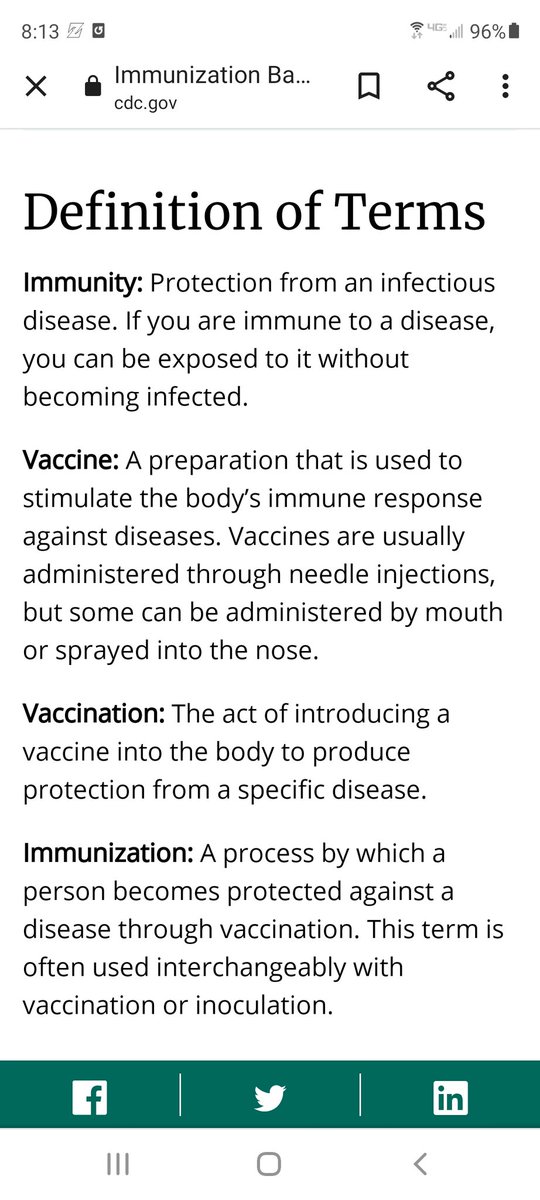 8:13 4GE 96%
Immunization Ba...
cdc.gov
Definition of Terms
Immunity: Protection from an infectious
disease. If you are immune to a disease,
you can be exposed to it without
becoming infected.
Vaccine: A preparation that is used to
stimulate the body’s immune response
against diseases. Vaccines are usually
administered through needle injections,
but some can be administered by mouth
or sprayed into the nose.
Vaccination: The act of introducing a
vaccine into the body to produce
protection from a specific disease.
Immunization: A process by which a
person becomes protected against a
disease through vaccination. This term is
often used interchangeably with
vaccination or inoculation.
f
in